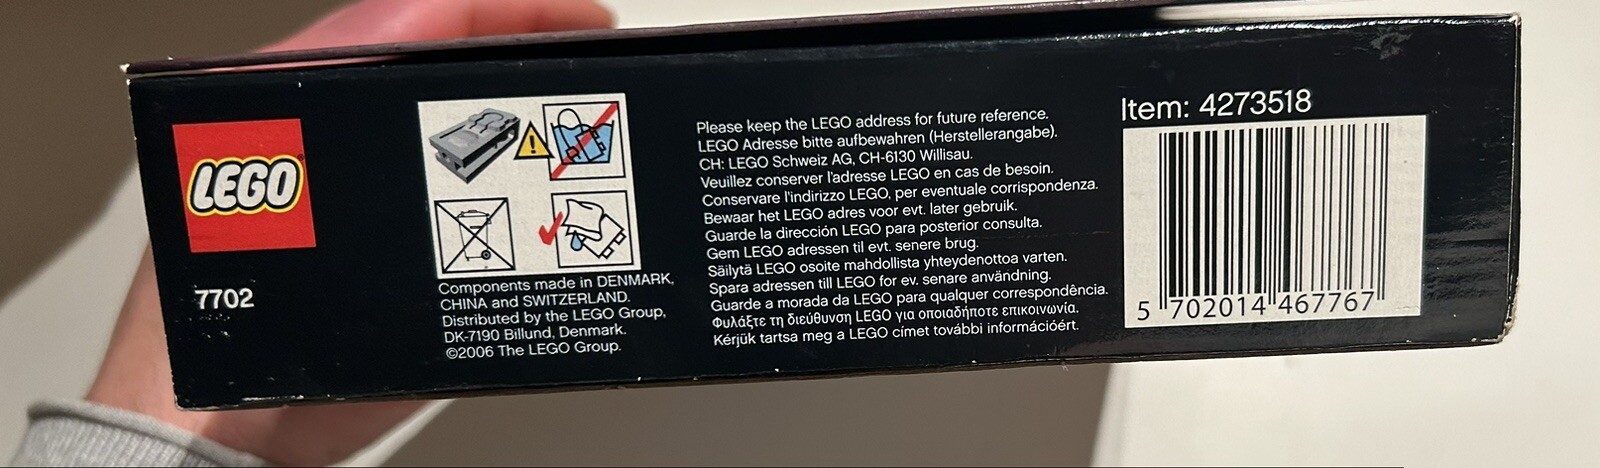 LEGO
7702
Components made in DENMARK,
CHINA and SWITZERLAND.
Distributed by the LEGO Group,
DK-7190 Billund, Denmark.
©2006 The LEGO Group.
Please keep the LEGO address for future reference.
LEGO Adresse bitte aufbewahren (Herstellerangabe).
CH: LEGO Schweiz AG, CH-6130 Willisau.
Veuillez conserver l'adresse LEGO en cas de besoin.
Conservare l'indirizzo LEGO, per eventuale corrispondenza.
Bewaar het LEGO adres voor evt. later gebruik.
Guarde la dirección LEGO para posterior consulta.
Gem LEGO adressen til evt. senere brug.
Säilytä LEGO osoite mahdollista yhteydenottoa varten.
Spara adressen till LEGO for ev. senare användning.
Guarde a morada da LEGO para qualquer correspondência.
Φυλάξτε τη διεύθυνση LEGO για οποιαδήποτε επικοινωνία.
Kérjük tartsa meg a LEGO címet további információért.
Item: 4273518
5 702014 467767